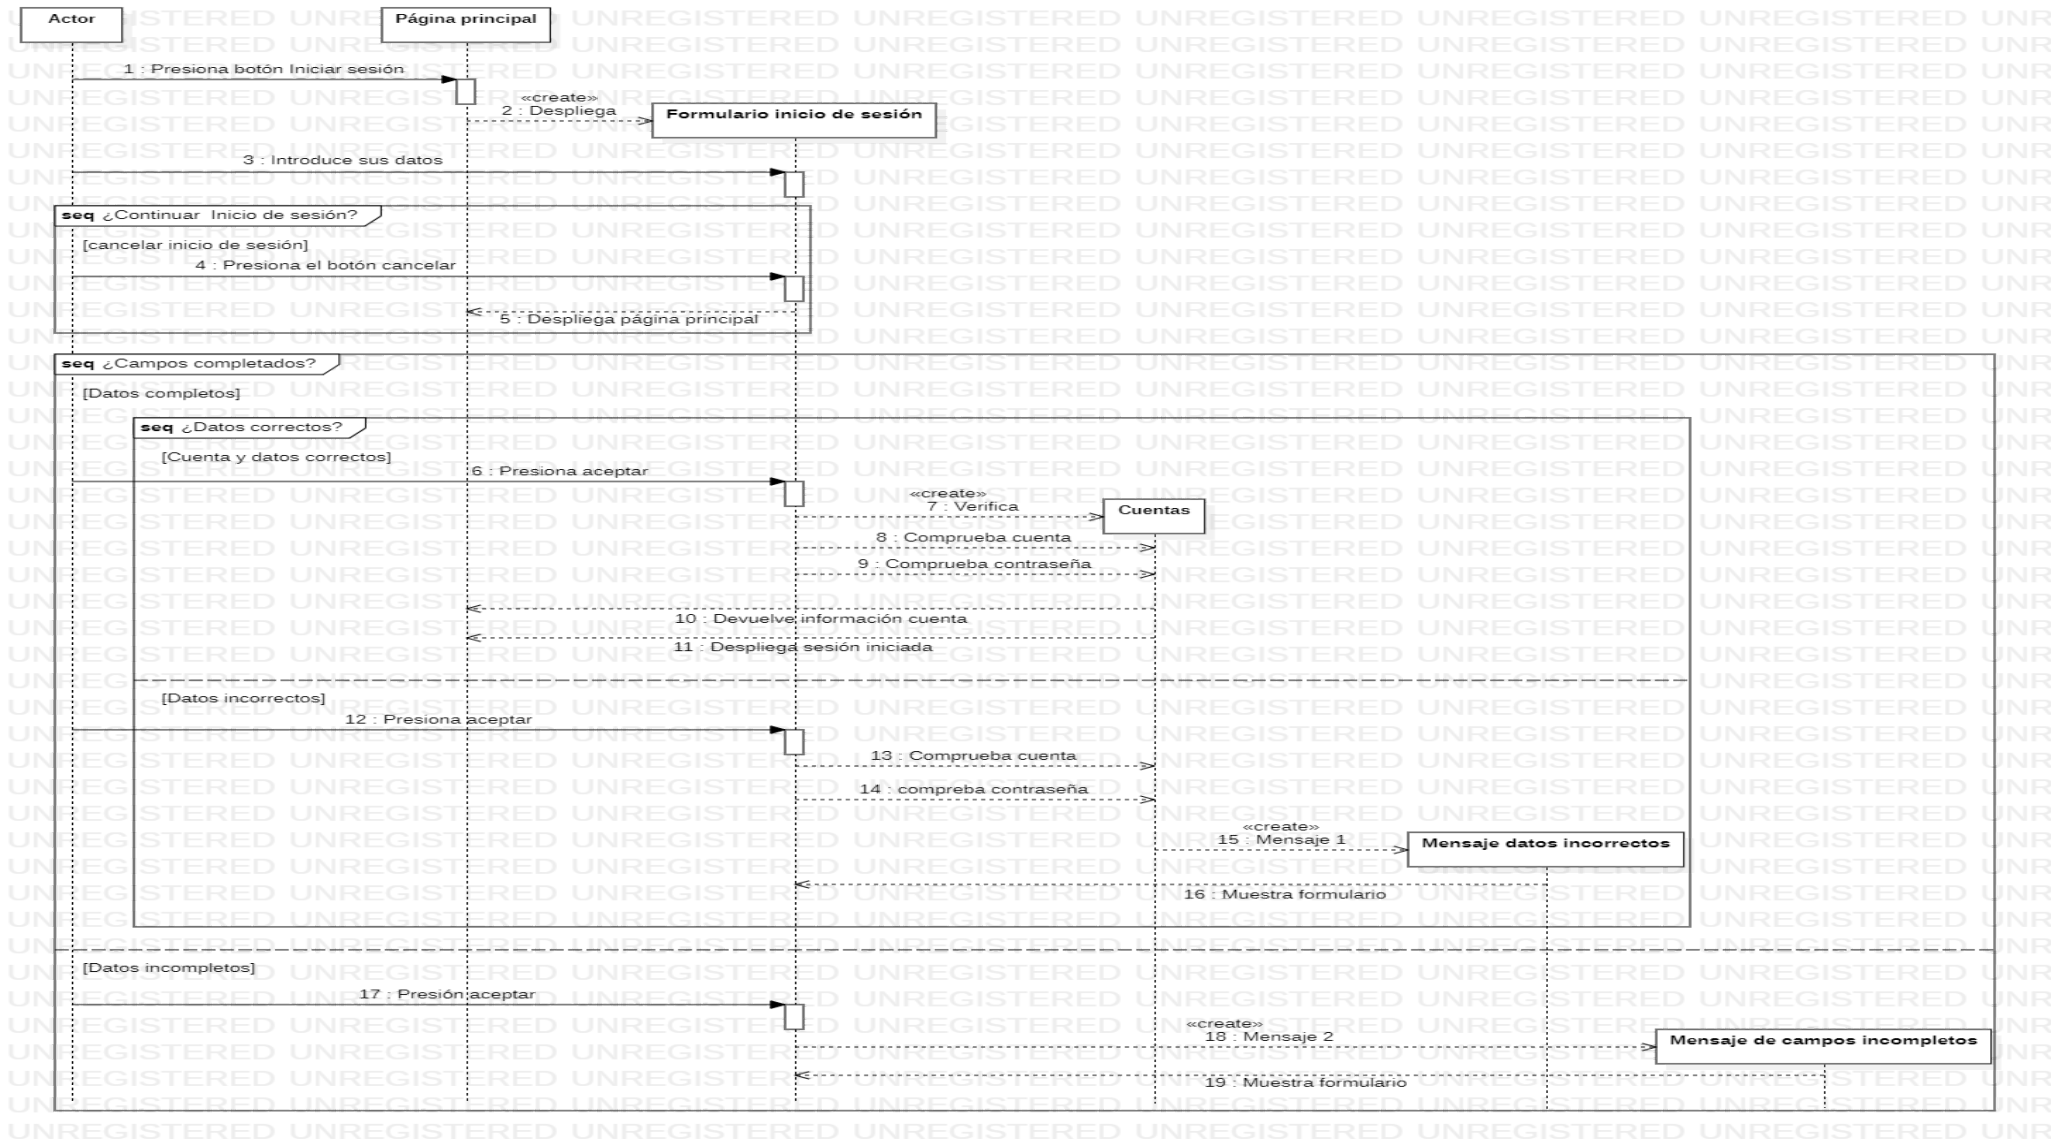 Actor
Página principal
1 : Presiona botón Iniciar sesión
«create»
2 : Despliega
Formulario inicio de sesión
3 : Introduce sus datos
seq ¿Continuar Inicio de sesión?
[cancelar inicio de sesión]
4 : Presiona el botón cancelar
5 : Despliega página principal
seq ¿Campos completados?
[Datos completos]
seq ¿Datos correctos?
[Cuenta y datos correctos]
6 : Presiona aceptar
«create»
7 : Verifica
Cuentas
8 : Comprueba cuenta
9 : Comprueba contraseña
10 : Devuelve información cuenta
11 : Despliega sesión iniciada
[Datos incorrectos]
12 : Presiona aceptar
13 : Comprueba cuenta
14 : compreba contraseña
«create»
15 : Mensaje 1
Mensaje datos incorrectos
16 : Muestra formulario
[Datos incompletos]
17 : Presión aceptar
«create»
18 : Mensaje 2
Mensaje de campos incompletos
19 : Muestra formulario
UNREGISTERED